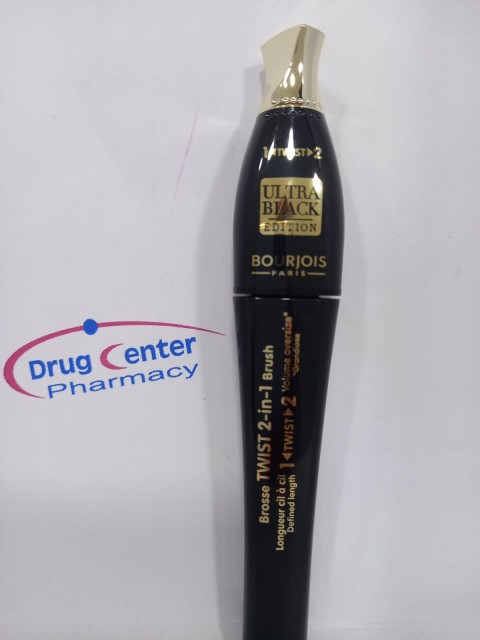 1◄TWIST►2
ULTRA
BLACK
EDITION
BOURJOIS
PARIS
Drug Center
Pharmacy
Brosse TWIST 2-in-1 Brush
Longueur cil à cil 1◄TWIST►2 Volume oversize*
Defined length
*Grandiose